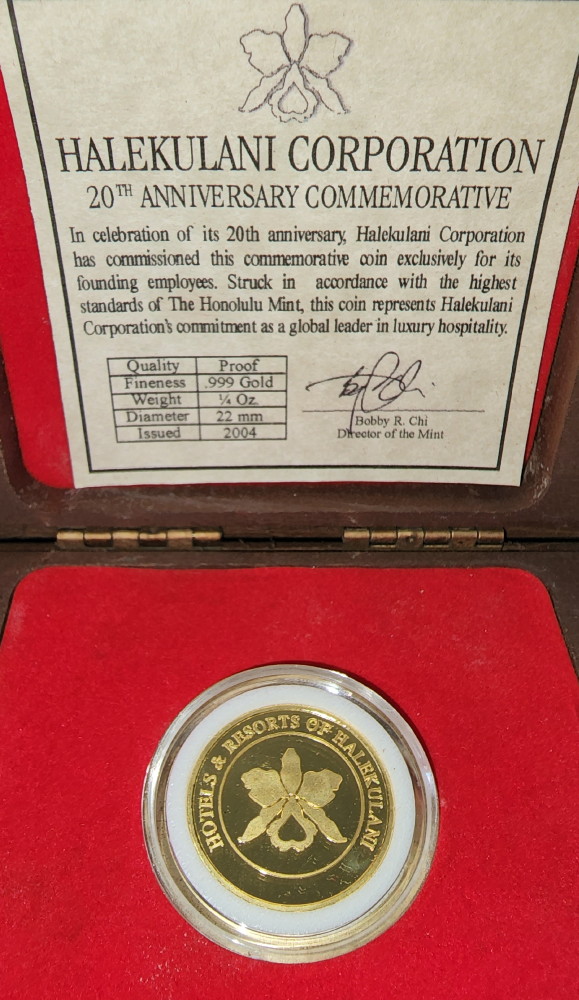 HALEKULANI CORPORATION
20TH ANNIVERSARY COMMEMORATIVE
In celebration of its 20th anniversary, Halekulani Corporation
has commissioned this commemorative coin exclusively for its
founding employees. Struck in accordance with the highest
standards of The Honolulu Mint, this coin represents Halekulani
Corporation's commitment as a global leader in luxury hospitality.
Quality Proof
Fineness .999 Gold
Weight ¼ Oz.
Diameter 22 mm
Issued 2004
Bobby R. Chi
Director of the Mint
HOTELS & RESORTS OF HALEKULANI